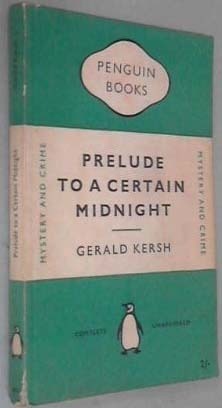 PENGUIN
BOOKS
PRELUDE
TO A CERTAIN
MIDNIGHT
GERALD KERSH
MYSTERY AND CRIME
MYSTERY AND CRIME
COMPLETE
UNABRIDGED
2/-
Prelude to a Certain Midnight